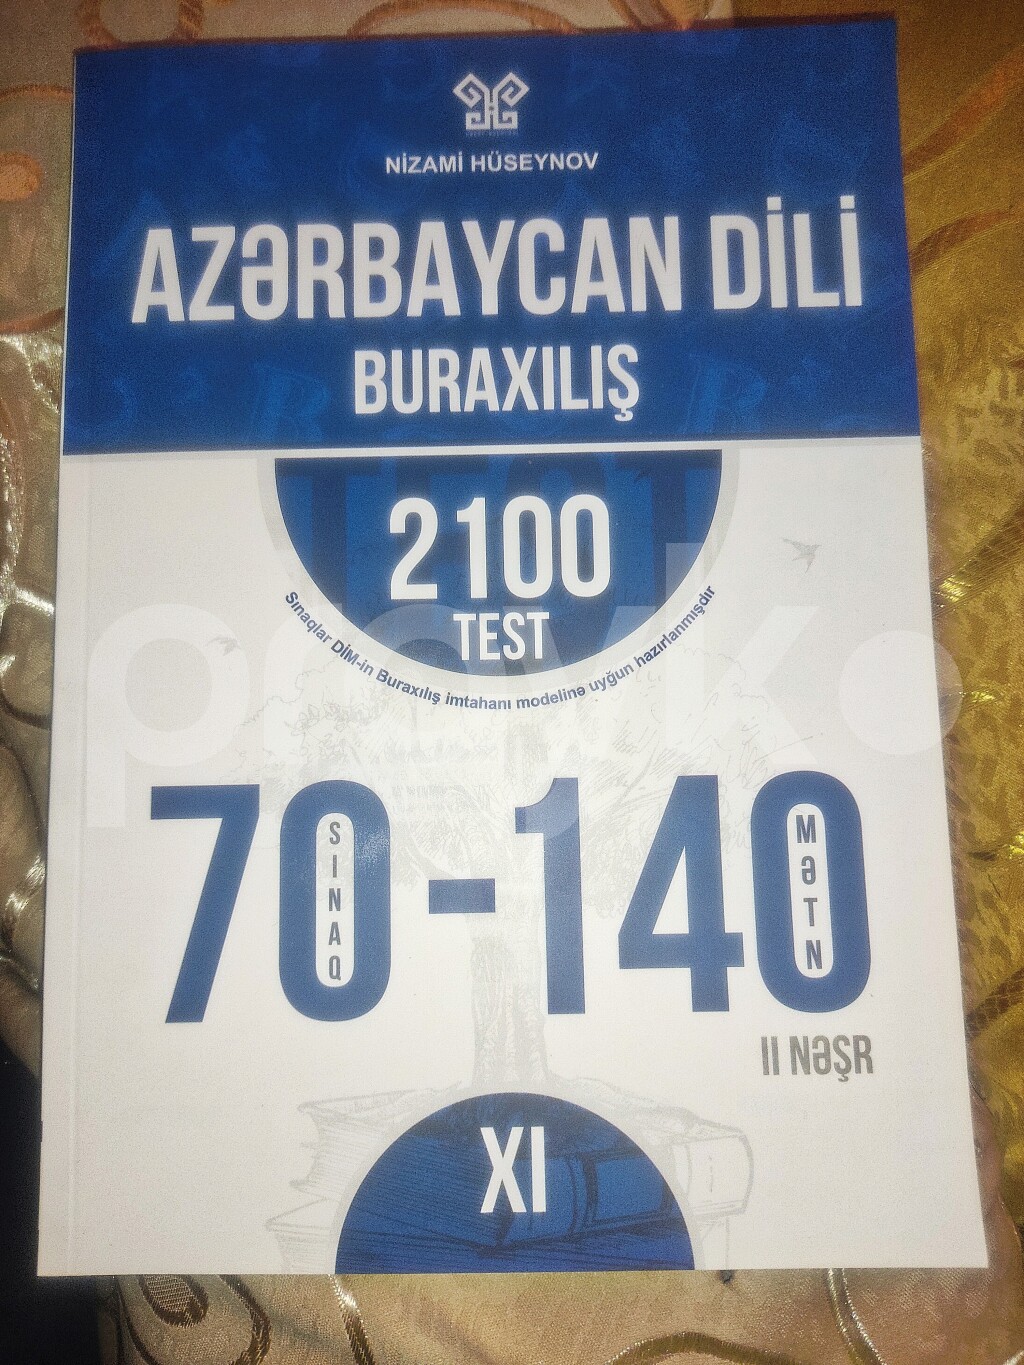 NİZAMİ HÜSEYNOV
AZƏRBAYCAN DİLİ
BURAXILIŞ
2100
TEST
Sınaqlar DİM-in Buraxılış imtahanı modelinə uyğun hazırlanmışdır
70-140
SINAQ
MƏTN
II NƏŞR
XI